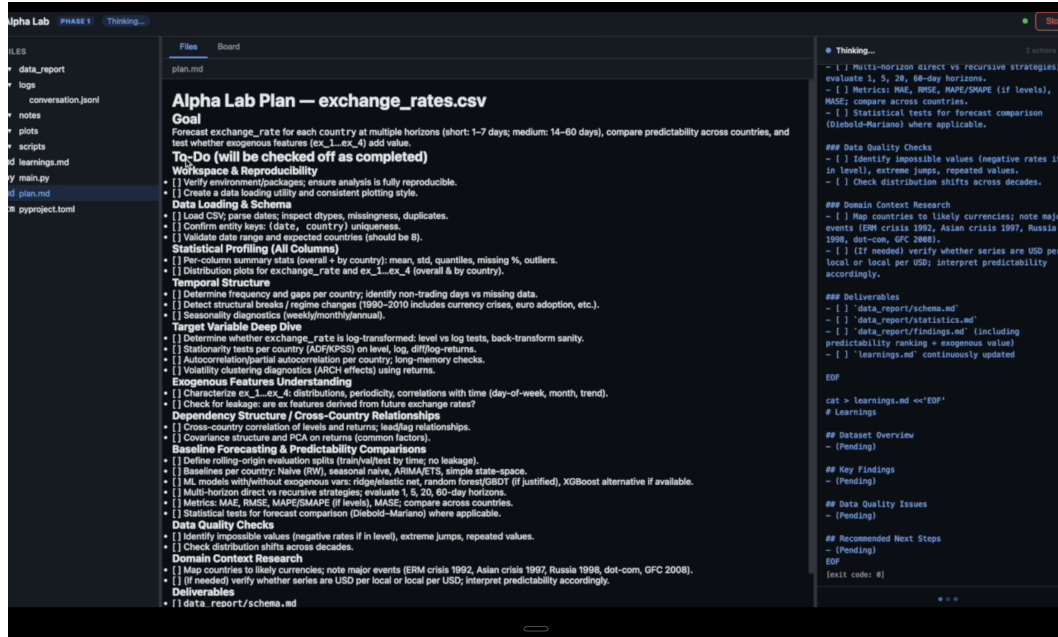 lpha Lab PHASE 1 Thinking...
Files Board
ILES
data_report
logs
conversation.jsonl
notes
plots
scripts
learnings.md
main.py
plan.md
pyproject.toml
plan.md
Alpha Lab Plan — exchange_rates.csv
Goal
Forecast exchange_rate for each country at multiple horizons (short: 1–7 days; medium: 14–60 days), compare predictability across countries, and
test whether exogenous features (ex_1…ex_4) add value.
To-Do (will be checked off as completed)
Workspace & Reproducibility
• [ ] Verify environment/packages; ensure analysis is fully reproducible.
• [ ] Create a data loading utility and consistent plotting style.
Data Loading & Schema
• [ ] Load CSV; parse dates; inspect dtypes, missingness, duplicates.
• [ ] Confirm entity keys: (date, country) uniqueness.
• [ ] Validate date range and expected countries (should be 8).
Statistical Profiling (All Columns)
• [ ] Per-column summary stats (overall + by country): mean, std, quantiles, missing %, outliers.
• [ ] Distribution plots for exchange_rate and ex_1…ex_4 (overall & by country).
Temporal Structure
• [ ] Determine frequency and gaps per country; identify non-trading days vs missing data.
• [ ] Detect structural breaks / regime changes (1990–2010 includes currency crises, euro adoption, etc.).
• [ ] Seasonality diagnostics (weekly/monthly/annual).
Target Variable Deep Dive
• [ ] Determine whether exchange_rate is log-transformed: level vs log tests, back-transform sanity.
• [ ] Stationarity tests per country (ADF/KPSS) on level, log, diff/log-returns.
• [ ] Autocorrelation/partial autocorrelation per country; long-memory checks.
• [ ] Volatility clustering diagnostics (ARCH effects) using returns.
Exogenous Features Understanding
• [ ] Characterize ex_1…ex_4: distributions, periodicity, correlations with time (day-of-week, month, trend).
• [ ] Check for leakage: are ex features derived from future exchange rates?
Dependency Structure / Cross-Country Relationships
• [ ] Cross-country correlation of levels and returns; lead/lag relationships.
• [ ] Covariance structure and PCA on returns (common factors).
Baseline Forecasting & Predictability Comparisons
• [ ] Define rolling-origin evaluation splits (train/val/test by time; no leakage).
• [ ] Baselines per country: Naive (RW), seasonal naive, ARIMA/ETS, simple state-space.
• [ ] ML models with/without exogenous vars: ridge/elastic net, random forest/GBDT (if justified), XGBoost alternative if available.
• [ ] Multi-horizon direct vs recursive strategies; evaluate 1, 5, 20, 60-day horizons.
• [ ] Metrics: MAE, RMSE, MAPE/SMAPE (if levels), MASE; compare across countries.
• [ ] Statistical tests for forecast comparison (Diebold–Mariano) where applicable.
Data Quality Checks
• [ ] Identify impossible values (negative rates if in level), extreme jumps, repeated values.
• [ ] Check distribution shifts across decades.
Domain Context Research
• [ ] Map countries to likely currencies; note major events (ERM crisis 1992, Asian crisis 1997, Russia 1998, dot-com, GFC 2008).
• [ ] (If needed) verify whether series are USD per local or local per USD; interpret predictability accordingly.
Deliverables
• [ ] data_report/schema.md
Thinking... 2 actions
- [ ] Multi-horizon direct vs recursive strategies;
evaluate 1, 5, 20, 60-day horizons.
- [ ] Metrics: MAE, RMSE, MAPE/SMAPE (if levels),
MASE; compare across countries.
- [ ] Statistical tests for forecast comparison
(Diebold-Mariano) where applicable.
### Data Quality Checks
- [ ] Identify impossible values (negative rates i
in level), extreme jumps, repeated values.
- [ ] Check distribution shifts across decades.
### Domain Context Research
- [ ] Map countries to likely currencies; note major
events (ERM crisis 1992, Asian crisis 1997, Russia
1998, dot-com, GFC 2008).
- [ ] (If needed) verify whether series are USD per
local or local per USD; interpret predictability
accordingly.
### Deliverables
- [ ] `data_report/schema.md`
- [ ] `data_report/statistics.md`
- [ ] `data_report/findings.md` (including
predictability ranking + exogenous value)
- [ ] `learnings.md` continuously updated
EOF
cat > learnings.md <<'EOF'
# Learnings
## Dataset Overview
- (Pending)
## Key Findings
- (Pending)
## Data Quality Issues
- (Pending)
## Recommended Next Steps
- (Pending)
EOF
[exit code: 0]